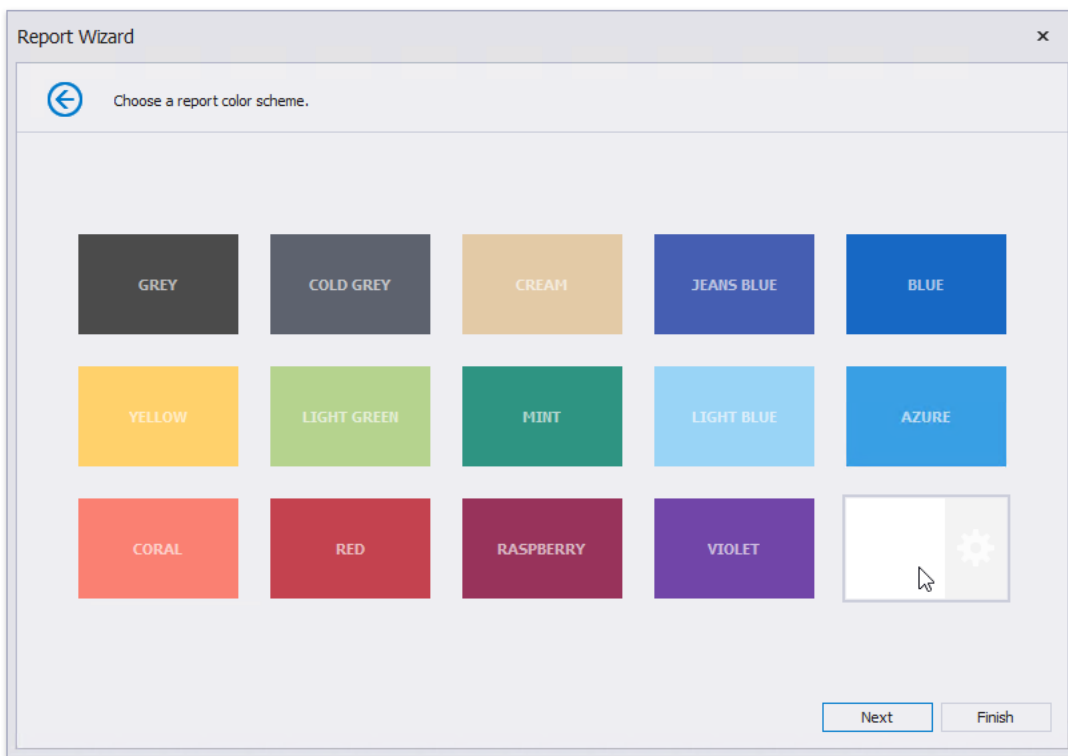 Report Wizard
Choose a report color scheme.
GREY COLD GREY CREAM JEANS BLUE BLUE
YELLOW LIGHT GREEN MINT LIGHT BLUE AZURE
CORAL RED RASPBERRY VIOLET
Next Finish